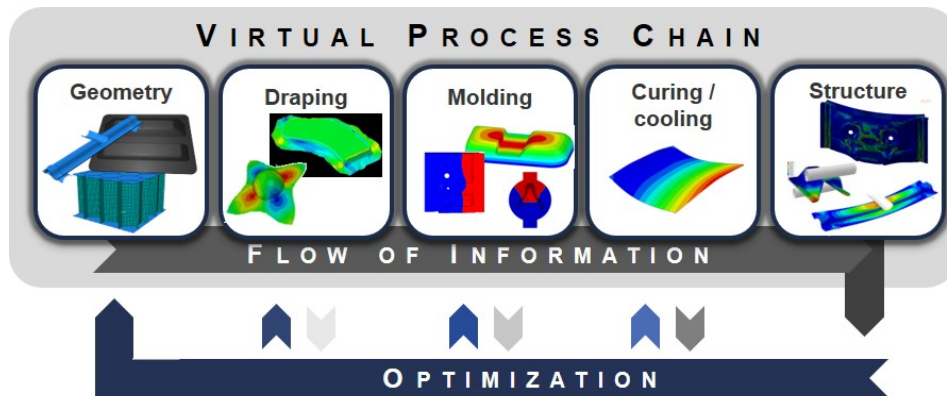 VIRTUAL PROCESS CHAIN
Geometry
Draping
Molding
Curing /
cooling
Structure
FLOW OF INFORMATION
OPTIMIZATION